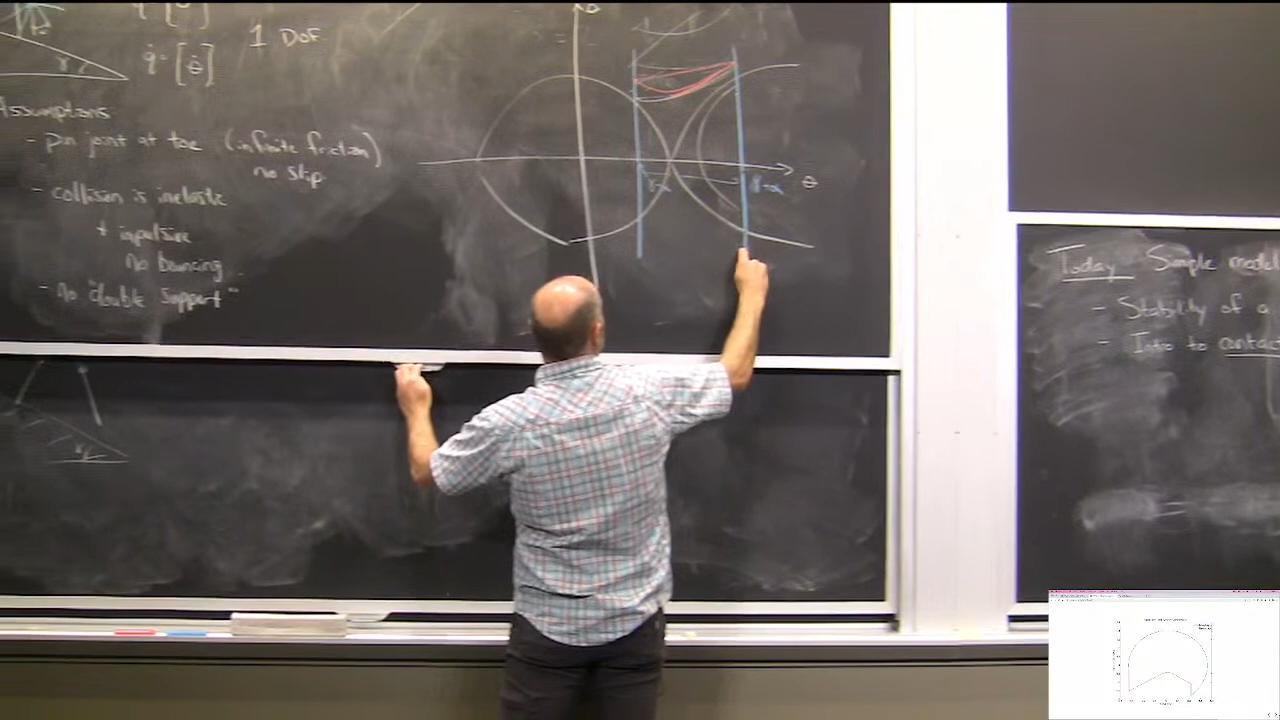 1 DoF
γ
q̇ = [θ̇]
Assumptions
- pin joint at toe (infinite friction)
no slip
- collision is inelastic
+ impulsive
no bouncing
- no "double support"
θ
γ-α
Today Simple model
- Stability of a
- Intro to contact